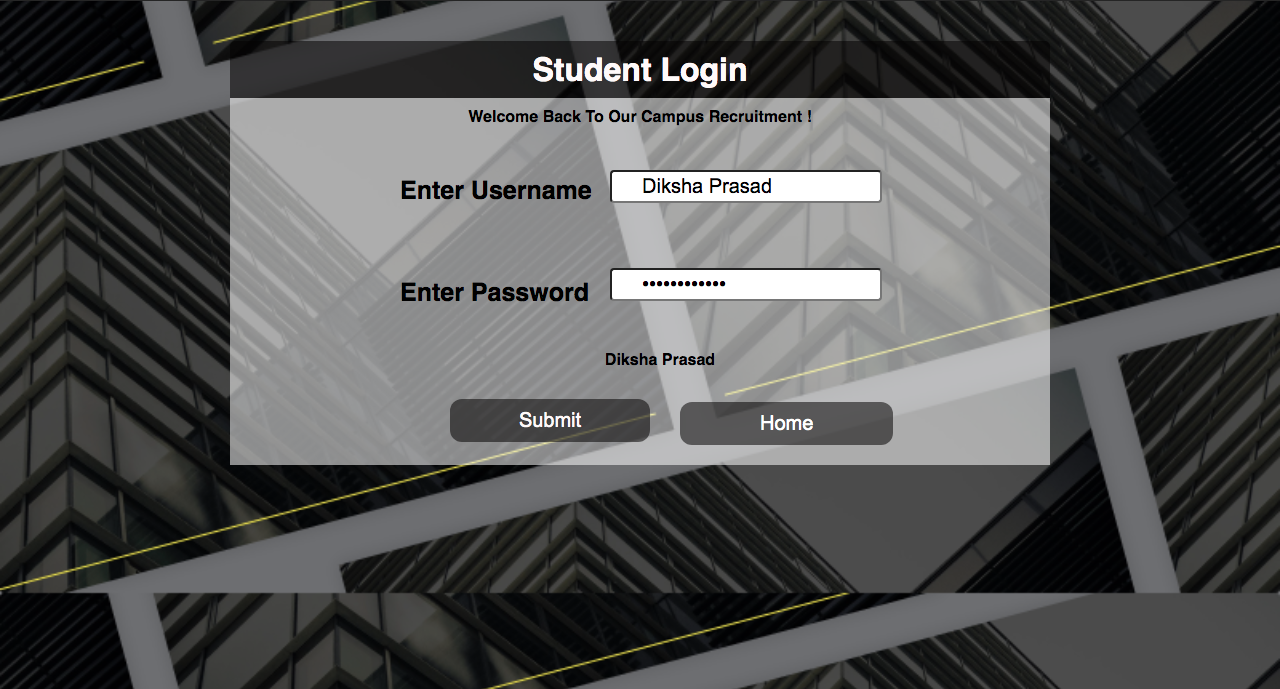 Student Login
Welcome Back To Our Campus Recruitment !
Enter Username Diksha Prasad
Enter Password ••••••••••••
Diksha Prasad
Submit Home